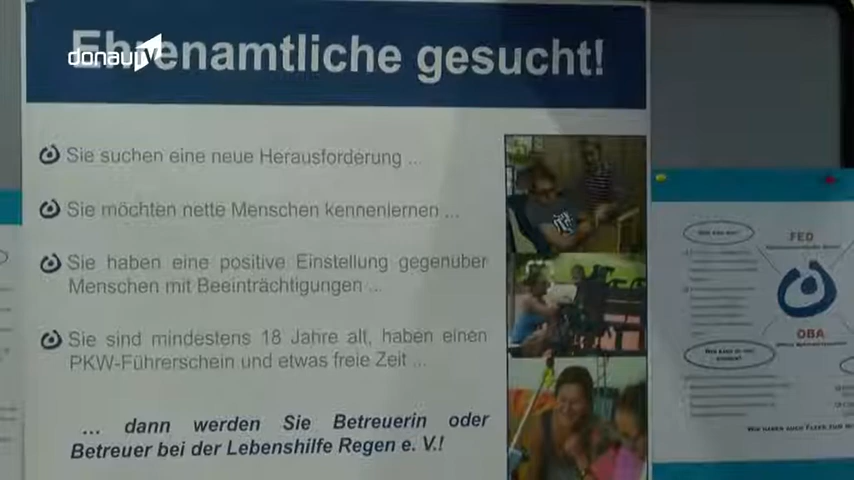 donau TV
Ehrenamtliche gesucht!
Sie suchen eine neue Herausforderung ...
Sie möchten nette Menschen kennenlernen ...
Sie haben eine positive Einstellung gegenüber
Menschen mit Beeinträchtigungen ...
Sie sind mindestens 18 Jahre alt, haben einen
PKW-Führerschein und etwas freie Zeit ...
... dann werden Sie Betreuerin oder
Betreuer bei der Lebenshilfe Regen e. V.!
FED
OBA